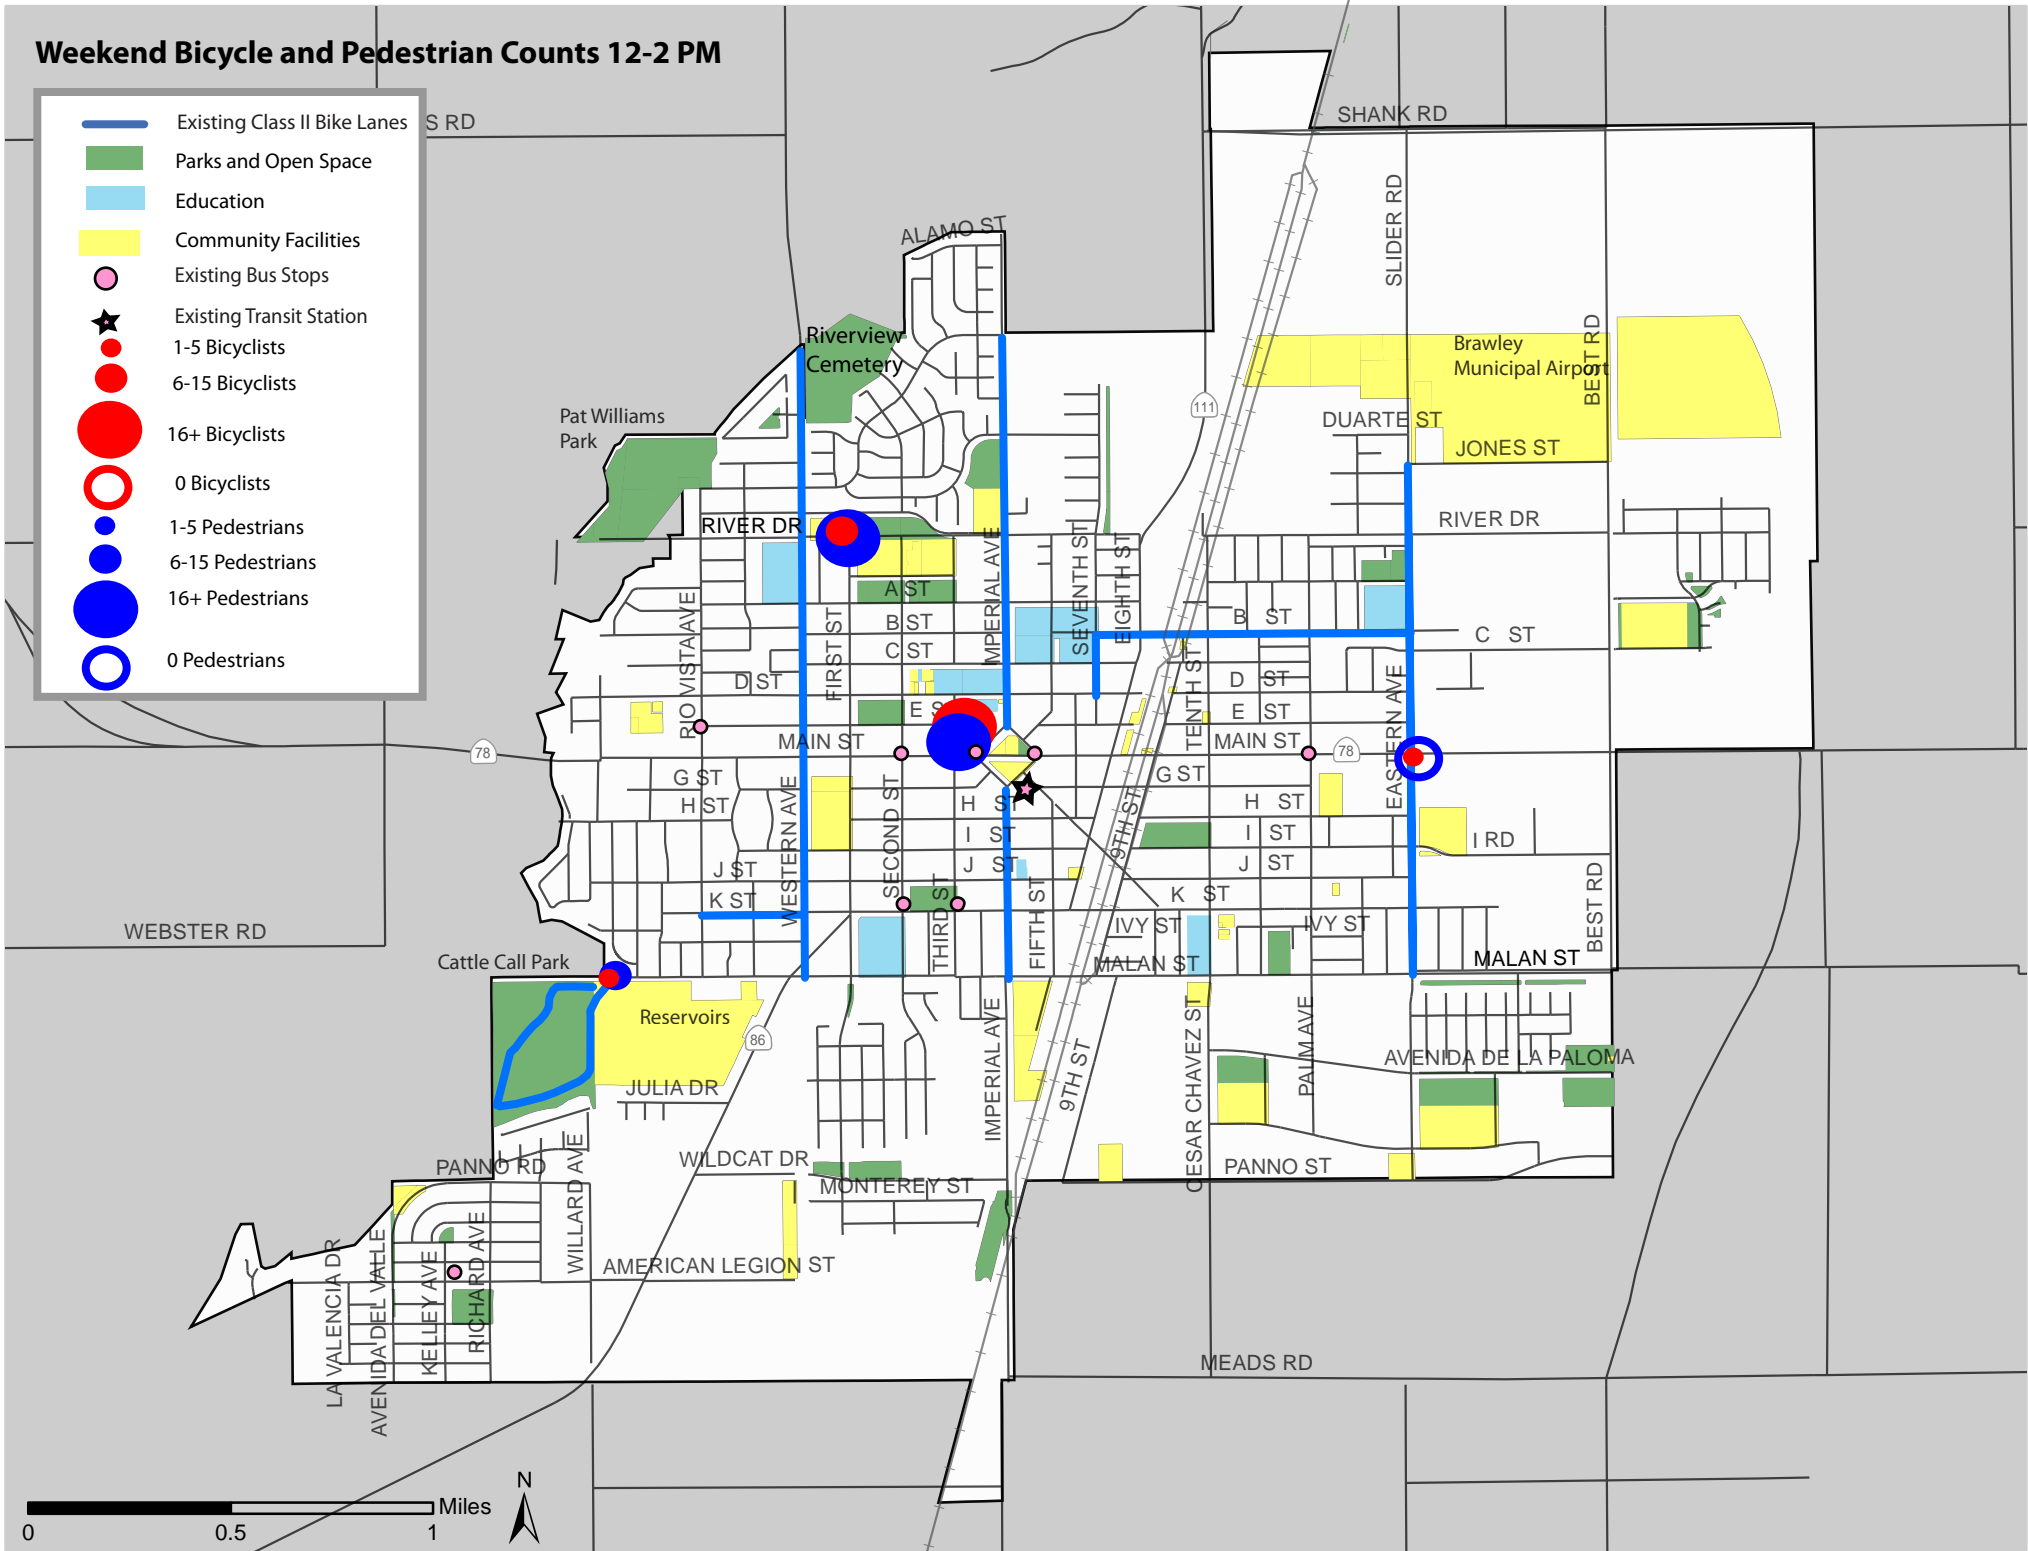 Weekend Bicycle and Pedestrian Counts 12-2 PM
Existing Class II Bike Lanes
Parks and Open Space
Education
Community Facilities
Existing Bus Stops
Existing Transit Station
1-5 Bicyclists
6-15 Bicyclists
16+ Bicyclists
0 Bicyclists
1-5 Pedestrians
6-15 Pedestrians
16+ Pedestrians
0 Pedestrians
S RD
SHANK RD
ALAMO ST
SLIDER RD
Riverview
Cemetery
Brawley
Municipal Airport
BEST RD
111
Pat Williams
Park
DUARTE ST
JONES ST
RIVER DR
RIVER DR
IMPERIAL AVE
SEVENTH ST
EIGHTH ST
A ST
B ST
C ST
B ST
C ST
RIO VISTA AVE
FIRST ST
D ST
D ST
TENTH ST
EASTERN AVE
E S
E ST
MAIN ST
MAIN ST
78
78
G ST
G ST
H ST
H ST
H ST
WESTERN AVE
SECOND ST
9TH ST
I ST
I ST
I RD
J ST
J ST
J ST
K ST
K ST
THIRD ST
FIFTH ST
IVY ST
IVY ST
BEST RD
WEBSTER RD
Cattle Call Park
MALAN ST
MALAN ST
Reservoirs
86
IMPERIAL AVE
9TH ST
CESAR CHAVEZ ST
PALM AVE
AVENIDA DE LA PALOMA
JULIA DR
WILLARD AVE
PANNO RD
WILDCAT DR
PANNO ST
MONTEREY ST
LA VALENCIA DR
AVENIDA DEL VALLE
KELLEY AVE
RICHARD AVE
AMERICAN LEGION ST
MEADS RD
N
Miles
0
0.5
1